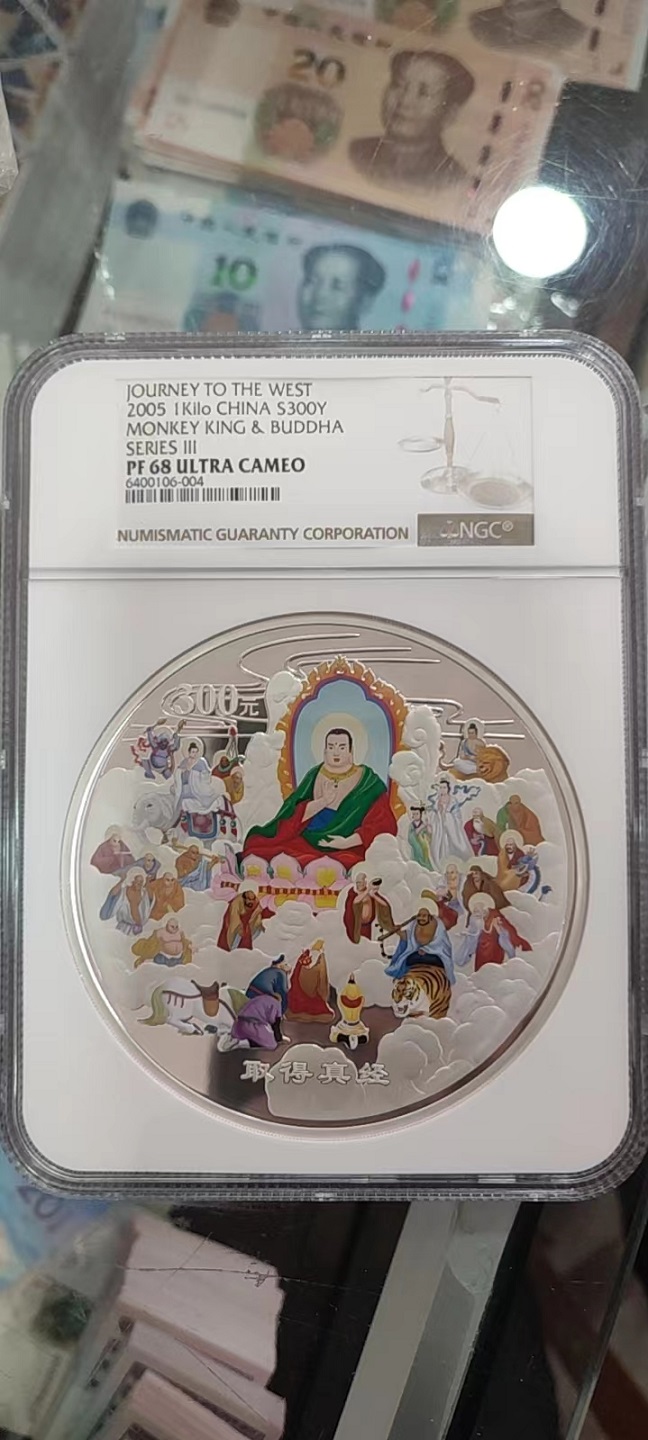 20
10
JOURNEY TO THE WEST
2005 1Kilo CHINA S300Y
MONKEY KING & BUDDHA
SERIES III
PF 68 ULTRA CAMEO
6400106-004
NUMISMATIC GUARANTY CORPORATION NGC®
300元
取得真经
20